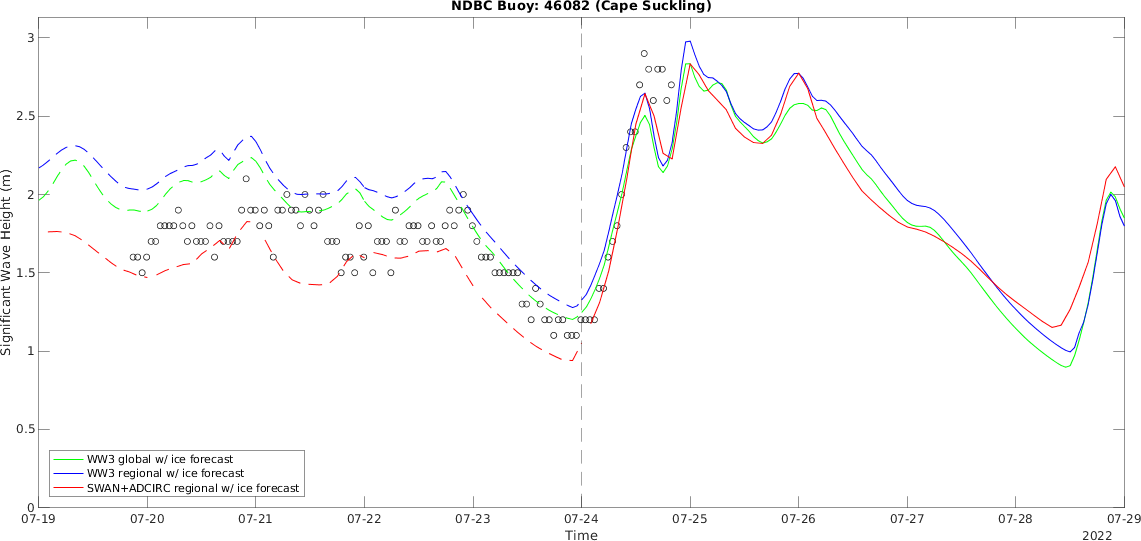 NDBC Buoy: 46082 (Cape Suckling)
3
2.5
2
1.5
1
0.5
0
Significant Wave Height (m)
WW3 global w/ ice forecast
WW3 regional w/ ice forecast
SWAN+ADCIRC regional w/ ice forecast
07-19 07-20 07-21 07-22 07-23 07-24 07-25 07-26 07-27 07-28 07-29
Time
2022